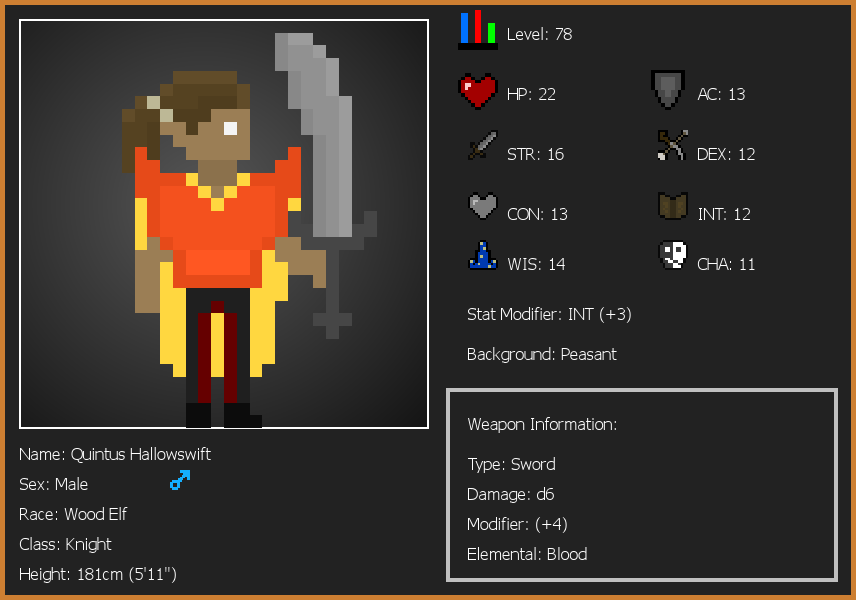 Level: 78
HP: 22
AC: 13
STR: 16
DEX: 12
CON: 13
INT: 12
WIS: 14
CHA: 11
Stat Modifier: INT (+3)
Background: Peasant
Weapon Information:
Type: Sword
Damage: d6
Modifier: (+4)
Elemental: Blood
Name: Quintus Hallowswift
Sex: Male
Race: Wood Elf
Class: Knight
Height: 181cm (5'11")